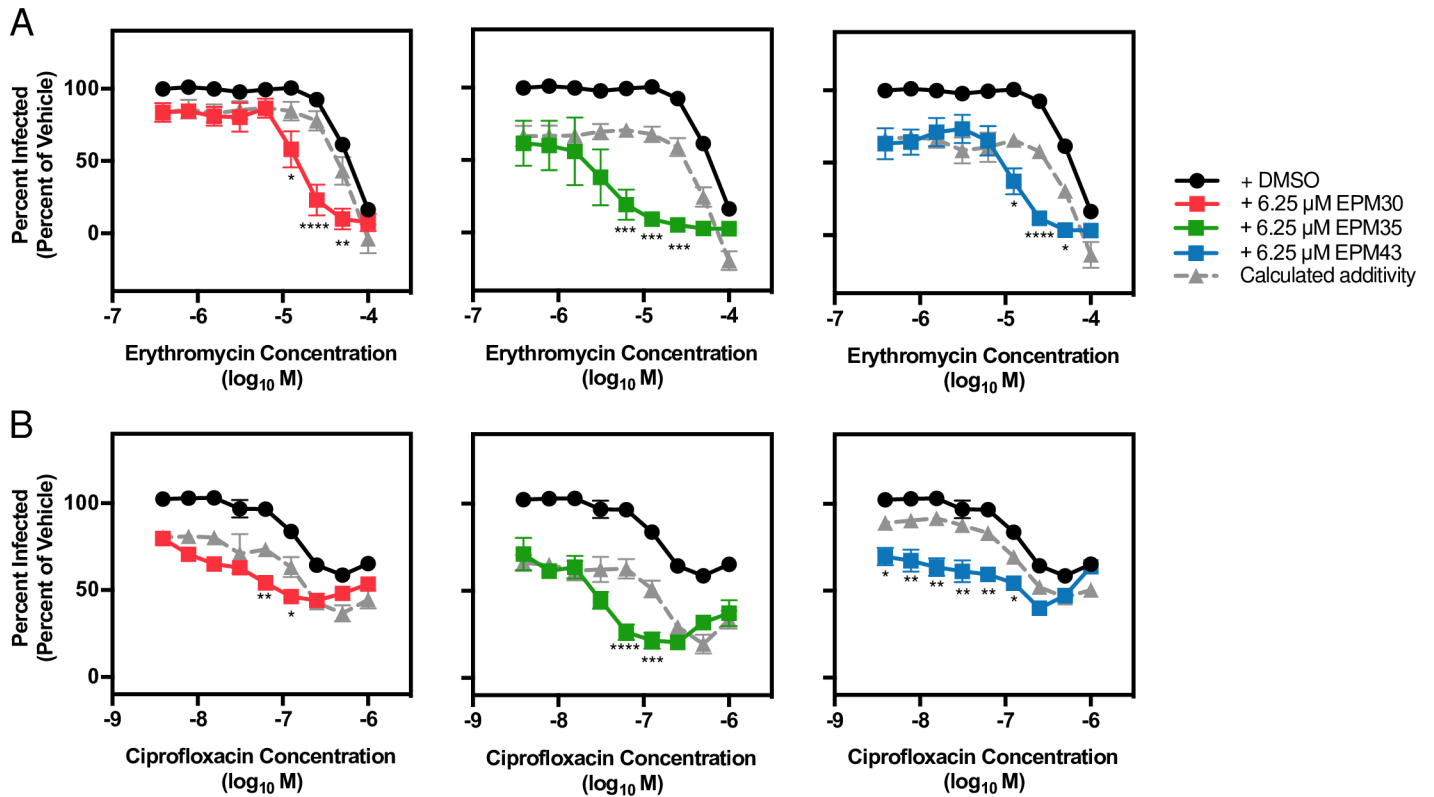 A
Percent Infected
(Percent of Vehicle)
100
50
0
*
****
**
-7
-6
-5
-4
Erythromycin Concentration
(log10 M)
***
***
***
-7
-6
-5
-4
Erythromycin Concentration
(log10 M)
*
****
*
-7
-6
-5
-4
Erythromycin Concentration
(log10 M)
+ DMSO
+ 6.25 µM EPM30
+ 6.25 µM EPM35
+ 6.25 µM EPM43
Calculated additivity
B
Percent Infected
(Percent of Vehicle)
100
50
0
**
*
-9
-8
-7
-6
Ciprofloxacin Concentration
(log10 M)
****
***
-9
-8
-7
-6
Ciprofloxacin Concentration
(log10 M)
*
**
**
**
**
*
-9
-8
-7
-6
Ciprofloxacin Concentration
(log10 M)